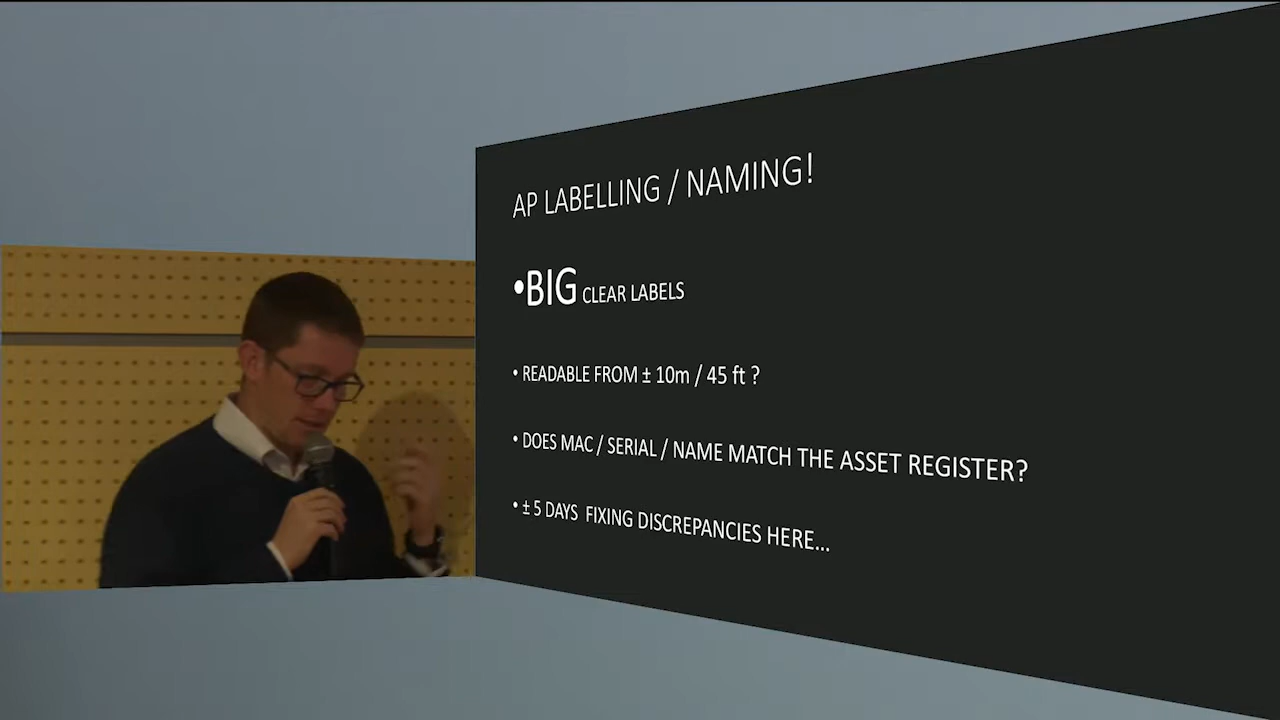 AP LABELLING / NAMING!
•BIG CLEAR LABELS
• READABLE FROM ± 10m / 45 ft ?
• DOES MAC / SERIAL / NAME MATCH THE ASSET REGISTER?
• ± 5 DAYS FIXING DISCREPANCIES HERE...